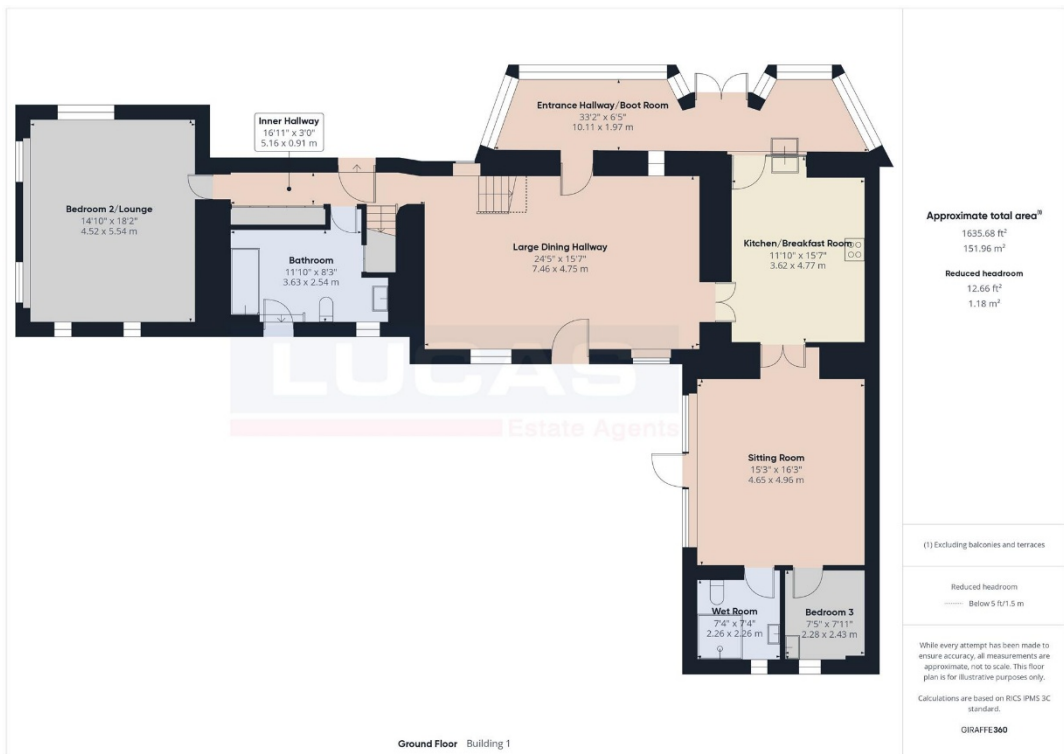 Entrance Hallway/Boot Room
33'2" x 6'5"
10.11 x 1.97 m
Inner Hallway
16'11" x 3'0"
5.16 x 0.91 m
Bedroom 2/Lounge
14'10" x 18'2"
4.52 x 5.54 m
Bathroom
11'10" x 8'3"
3.63 x 2.54 m
Large Dining Hallway
24'5" x 15'7"
7.46 x 4.75 m
Kitchen/Breakfast Room
11'10" x 15'7"
3.62 x 4.77 m
LUCAS
Estate Agents
Sitting Room
15'3" x 16'3"
4.65 x 4.96 m
Wet Room
7'4" x 7'4"
2.26 x 2.26 m
Bedroom 3
7'5" x 7'11"
2.28 x 2.43 m
Ground Floor Building 1
Approximate total area(1)
1635.68 ft²
151.96 m²
Reduced headroom
12.66 ft²
1.18 m²
(1) Excluding balconies and terraces
Reduced headroom
Below 5 ft/1.5 m
While every attempt has been made to
ensure accuracy, all measurements are
approximate, not to scale. This floor
plan is for illustrative purposes only.
Calculations are based on RICS IPMS 3C
standard.
GIRAFFE360